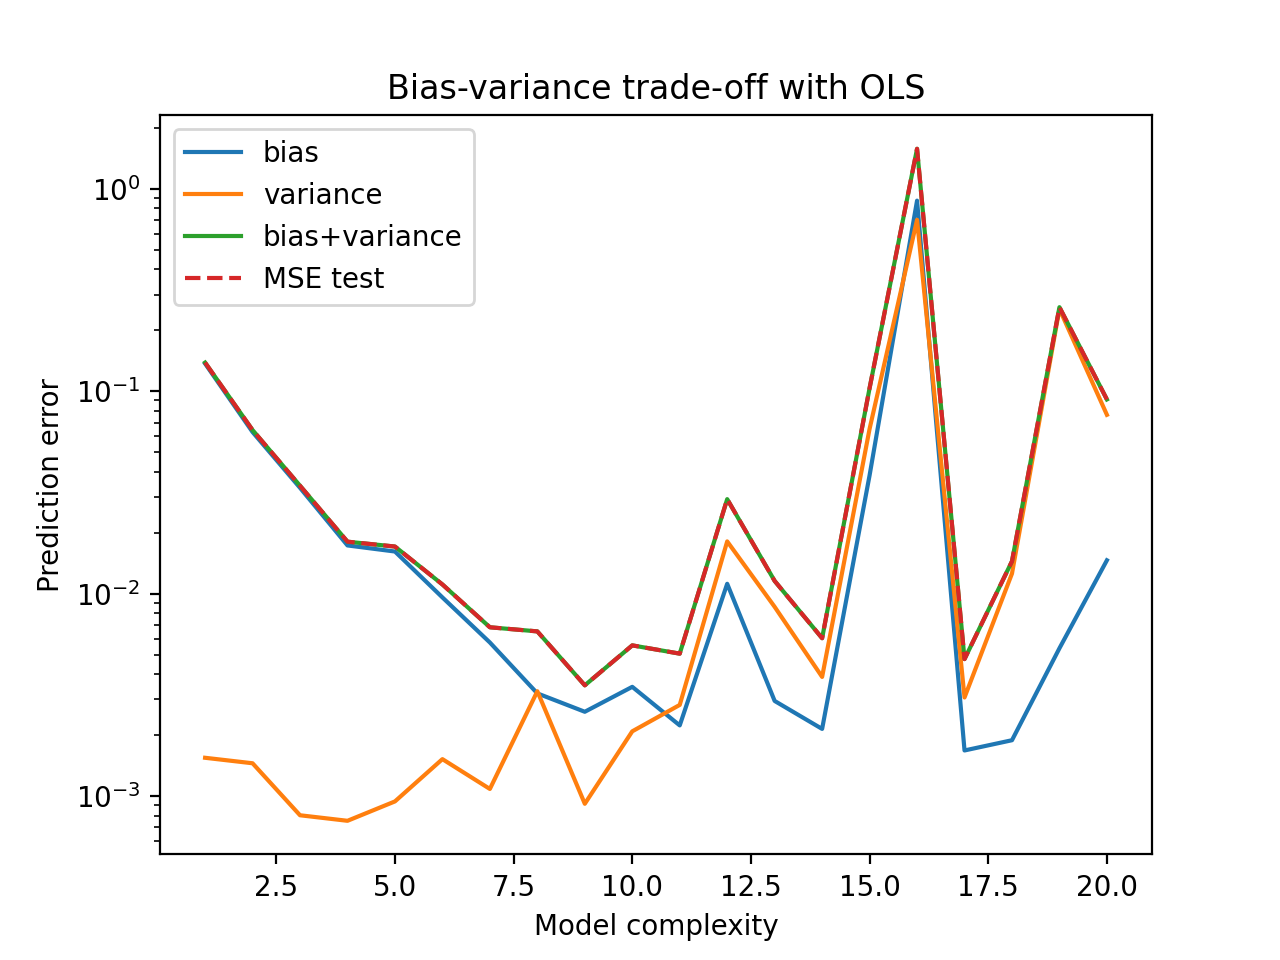 Bias-variance trade-off with OLS
bias
variance
bias+variance
MSE test
10⁰
10⁻¹
10⁻²
10⁻³
Prediction error
2.5 5.0 7.5 10.0 12.5 15.0 17.5 20.0
Model complexity